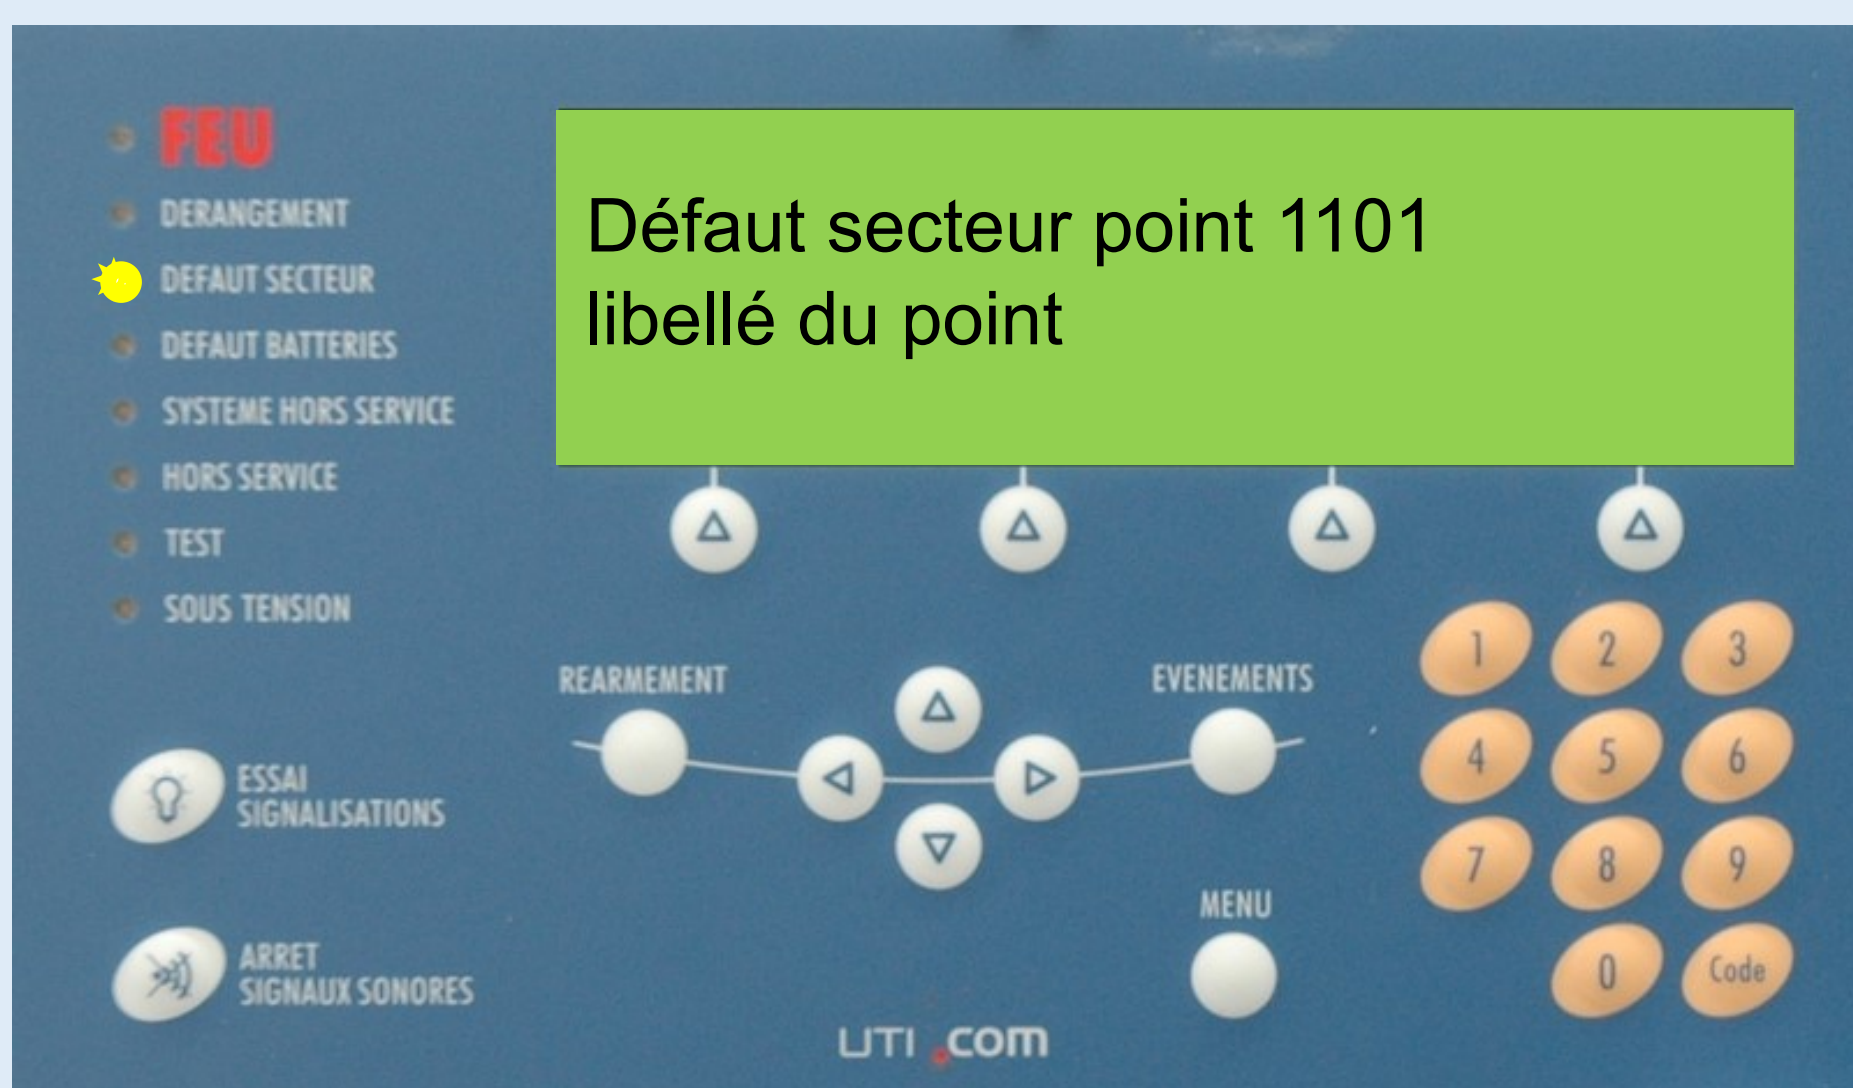 FEU
DERANGEMENT
DEFAUT SECTEUR
DEFAUT BATTERIES
SYSTEME HORS SERVICE
HORS SERVICE
TEST
SOUS TENSION
Défaut secteur point 1101
libellé du point
REARMEMENT
EVENEMENTS
1 2 3
4 5 6
7 8 9
0 Code
ESSAI
SIGNALISATIONS
MENU
ARRET
SIGNAUX SONORES
UTI.com